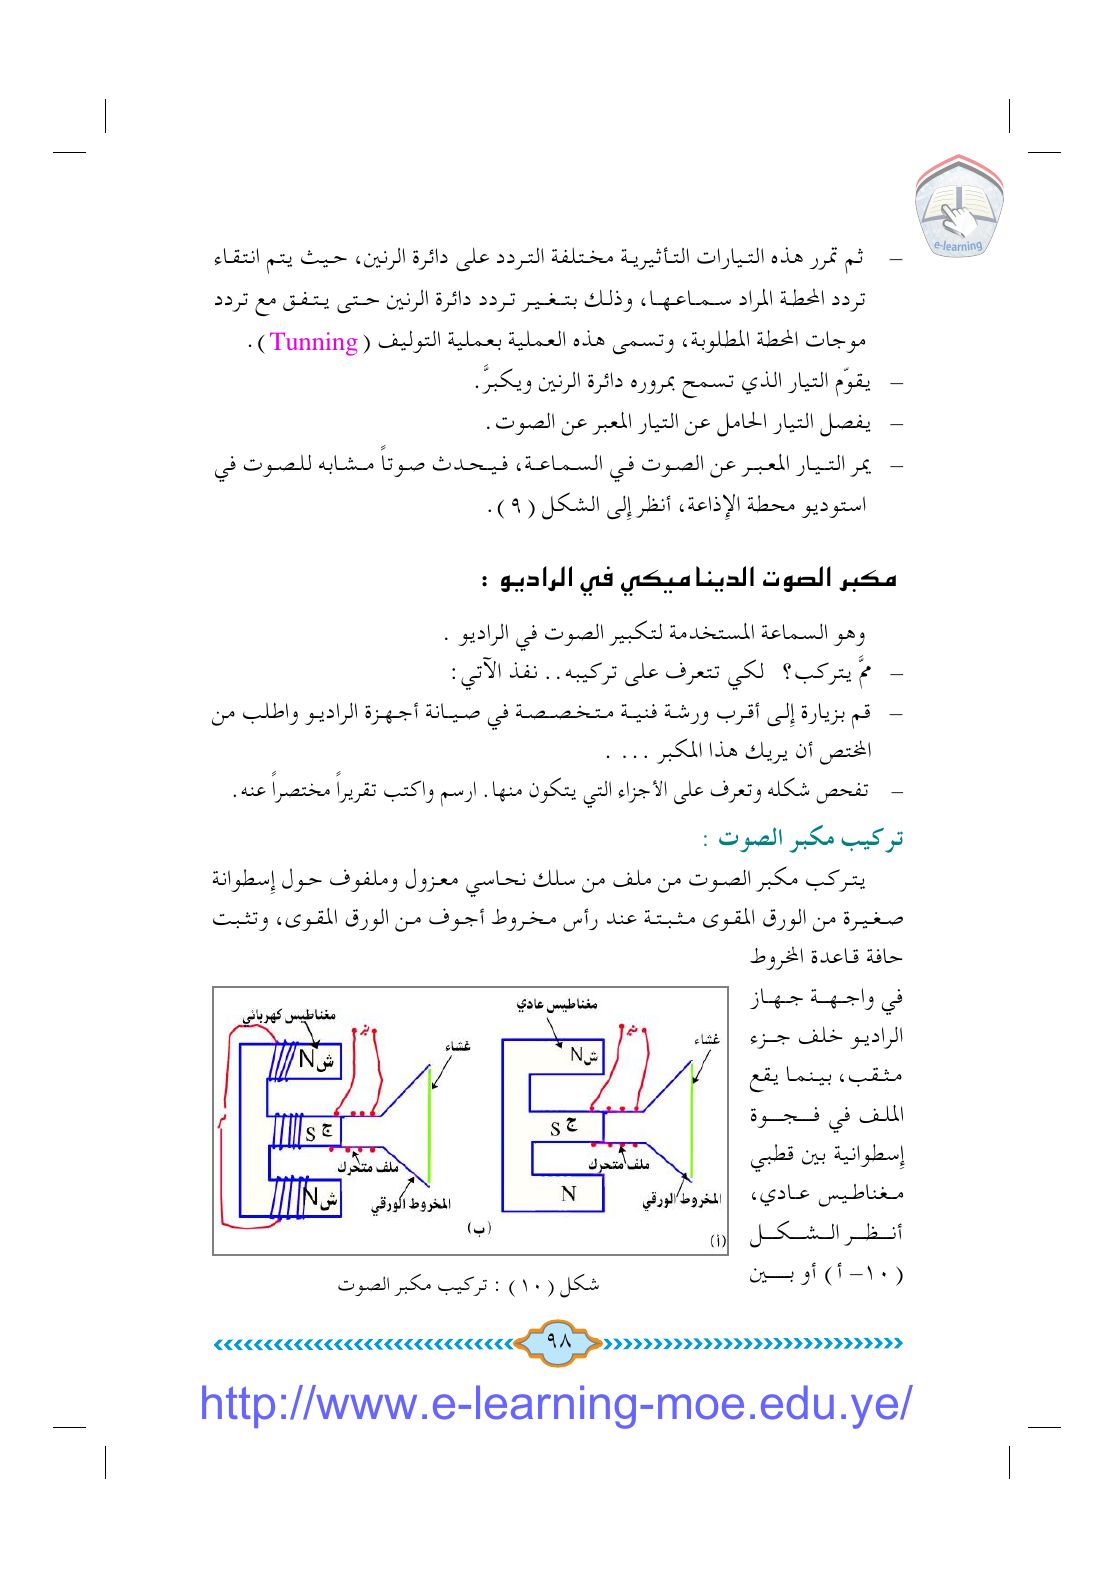 e-learning
– ثم تمرر هذه التيارات التأثيرية مختلفة التردد على دائرة الرنين، حيث يتم انتقاء
تردد المحطة المراد سماعها، وذلك بتغيير تردد دائرة الرنين حتى يتفق مع تردد
موجات المحطة المطلوبة، وتسمى هذه العملية بعملية التوليف ( Tunning ) .
– يقوّم التيار الذي تسمح بمروره دائرة الرنين ويكبرَّ.
– يفصل التيار الحامل عن التيار المعبر عن الصوت .
– يمر التيار المعبر عن الصوت في السماعة، فيحدث صوتاً مشابه للصوت في
استوديو محطة الإذاعة، أنظر إلى الشكل ( ٩ ) .
مكبر الصوت الديناميكي في الراديو :
وهو السماعة المستخدمة لتكبير الصوت في الراديو .
– ممَّ يتركب؟ لكي تتعرف على تركيبه .. نفذ الآتي :
– قم بزيارة إلى أقرب ورشة فنية متخصصة في صيانة أجهزة الراديو واطلب من
المختص أن يريك هذا المكبر ... .
– تفحص شكله وتعرف على الأجزاء التي يتكون منها. ارسم واكتب تقريراً مختصراً عنه.
تركيب مكبر الصوت :
يتركب مكبر الصوت من ملف من سلك نحاسي معزول وملفوف حول إسطوانة
صغيرة من الورق المقوى مثبتة عند رأس مخروط أجوف من الورق المقوى، وتثبت
حافة قاعدة المخروط
في واجهة جهاز
الراديو خلف جزء
مثقب، بينما يقع
الملف في فجوة
إسطوانية بين قطبي
مغناطيس عادي،
أنظر الشكل
( ١٠ – أ ) أو بين
مغناطيس عادي
غشاء
ش N
ج S
ملف متحرك
N
المخروط الورقي
(أ)
مغناطيس كهربائي
غشاء
ش N
ج S
ملف متحرك
ش N
المخروط الورقي
(ب)
شكل ( ١٠ ) : تركيب مكبر الصوت
٩٨
http://www.e-learning-moe.edu.ye/